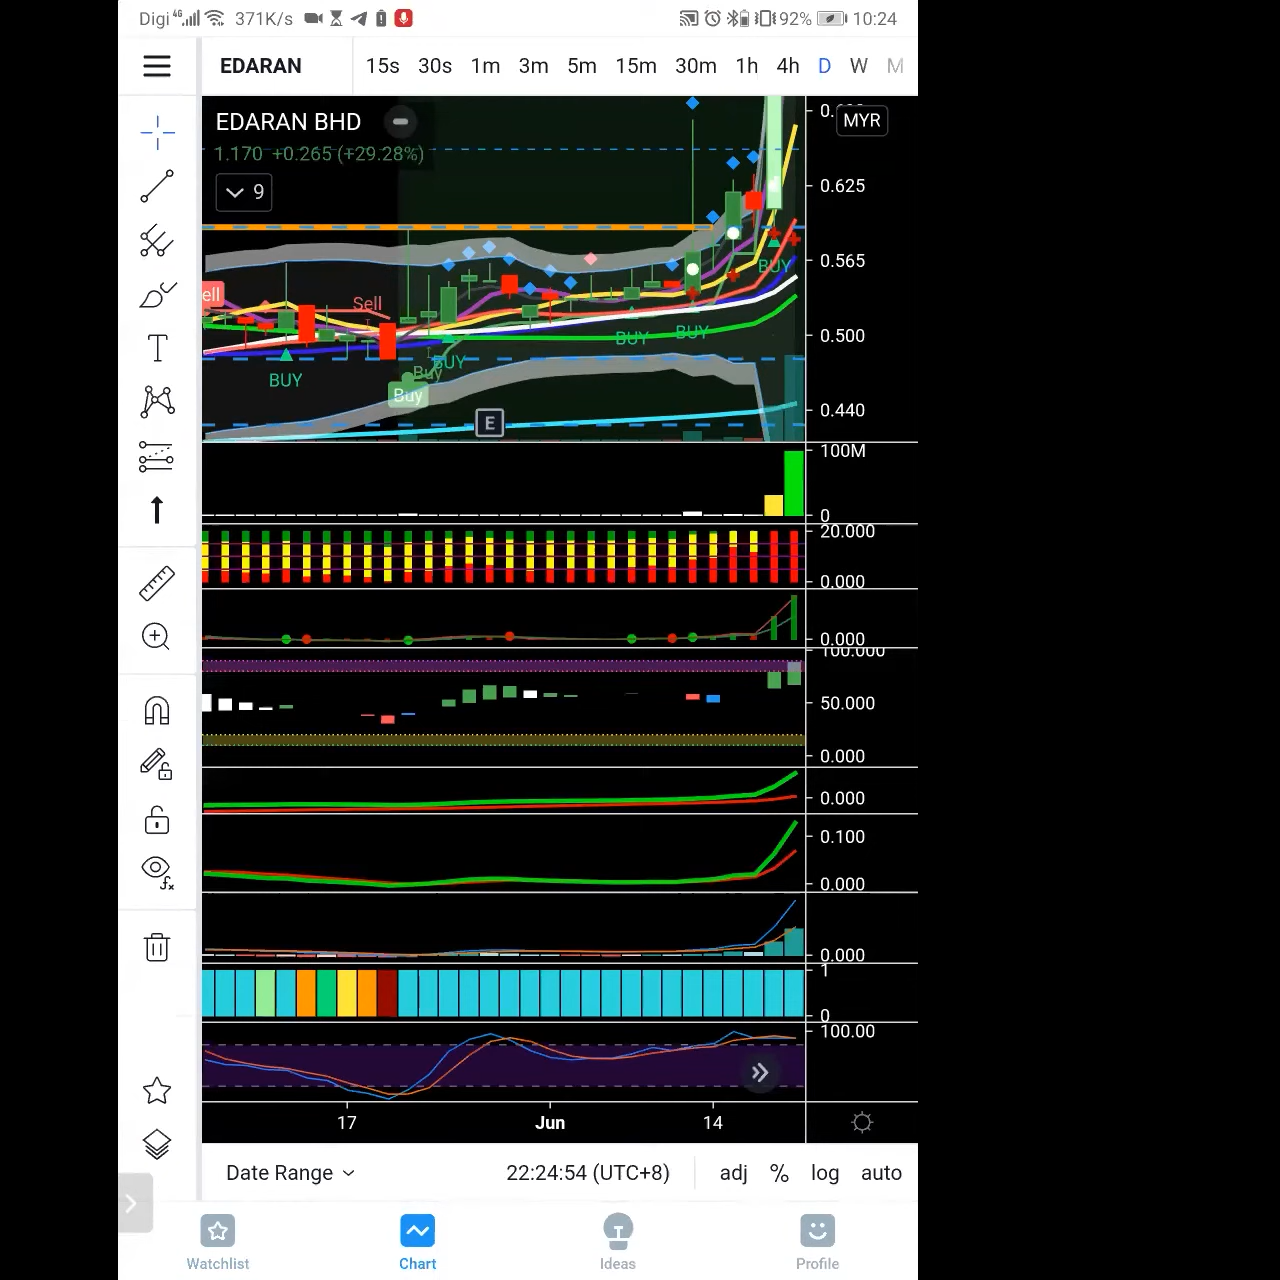 Digi 4G 371K/s 92% 10:24
EDARAN 15s 30s 1m 3m 5m 15m 30m 1h 4h D W M
EDARAN BHD
MYR
1.170 +0.265 (+29.28%)
9
0.625
0.565
0.500
0.440
ell
Sell
BUY
BUY
BUY
BUY
BUY
Buy
Buy
E
T
100M
0
20.000
0.000
0.000
100.000
50.000
0.000
0.000
0.100
0.000
0.000
1
0
100.00
fx
17 Jun 14
Date Range 22:24:54 (UTC+8) adj % log auto
Watchlist Chart Ideas Profile